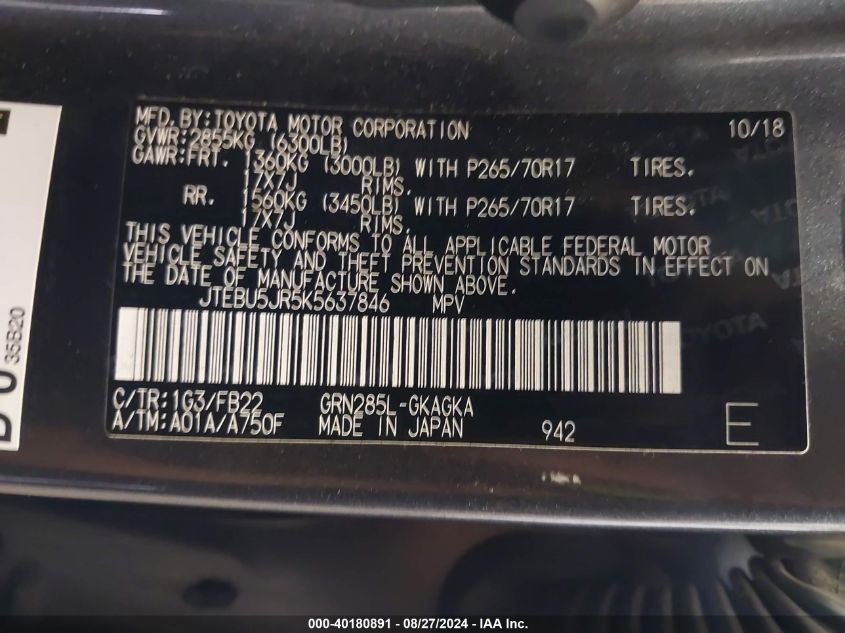 MFD.BY:TOYOTA MOTOR CORPORATION 10/18
GVWR:2855KG (6300LB)
GAWR:FRT. 1360KG (3000LB) WITH P265/70R17 TIRES.
17X7J RIMS.
RR. 1560KG (3450LB) WITH P265/70R17 TIRES.
17X7J RIMS.
THIS VEHICLE CONFORMS TO ALL APPLICABLE FEDERAL MOTOR
VEHICLE SAFETY AND THEFT PREVENTION STANDARDS IN EFFECT ON
THE DATE OF MANUFACTURE SHOWN ABOVE.
JTEBU5JR5K5637846 MPV
C/TR:1G3/FB22 GRN285L-GKAGKA
A/TM:A01A/A750F MADE IN JAPAN 942 E
35B20
000-40180891 / 08/27/2024 - IAA Inc.